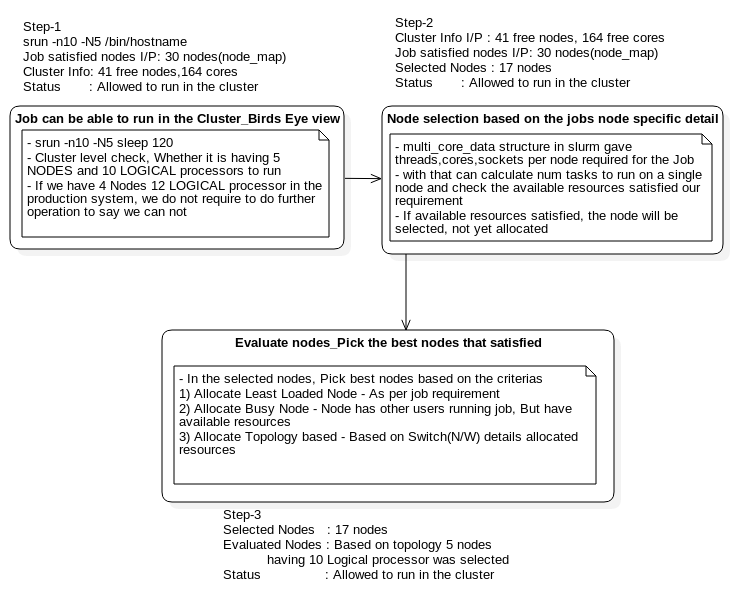 Step-1
srun -n10 -N5 /bin/hostname
Job satisfied nodes I/P: 30 nodes(node_map)
Cluster Info: 41 free nodes,164 cores
Status : Allowed to run in the cluster
Job can be able to run in the Cluster_Birds Eye view
- srun -n10 -N5 sleep 120
- Cluster level check, Whether it is having 5
NODES and 10 LOGICAL processors to run
- If we have 4 Nodes 12 LOGICAL processor in the
production system, we do not require to do further
operation to say we can not
Step-2
Cluster Info I/P : 41 free nodes, 164 free cores
Job satisfied nodes I/P: 30 nodes(node_map)
Selected Nodes : 17 nodes
Status : Allowed to run in the cluster
Node selection based on the jobs node specific detail
- multi_core_data structure in slurm gave
threads,cores,sockets per node required for the Job
- with that can calculate num tasks to run on a single
node and check the available resources satisfied our
requirement
- If available resources satisfied, the node will be
selected, not yet allocated
Evaluate nodes_Pick the best nodes that satisfied
- In the selected nodes, Pick best nodes based on the criterias
1) Allocate Least Loaded Node - As per job requirement
2) Allocate Busy Node - Node has other users running job, But have
available resources
3) Allocate Topology based - Based on Switch(N/W) details allocated
resources
Step-3
Selected Nodes : 17 nodes
Evaluated Nodes : Based on topology 5 nodes
having 10 Logical processor was selected
Status : Allowed to run in the cluster